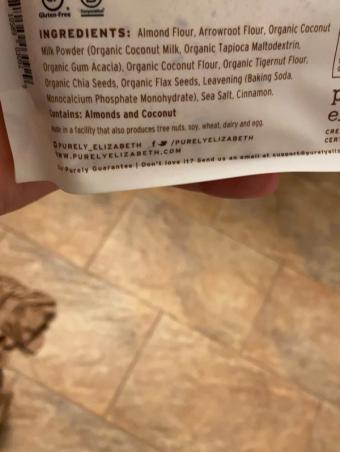 Gluten-Free
INGREDIENTS: Almond Flour, Arrowroot Flour, Organic Coconut
Milk Powder (Organic Coconut Milk, Organic Tapioca Maltodextrin,
Organic Gum Acacia), Organic Coconut Flour, Organic Tigernut Flour,
Organic Chia Seeds, Organic Flax Seeds, Leavening (Baking Soda,
Monocalcium Phosphate Monohydrate), Sea Salt, Cinnamon.
Contains: Almonds and Coconut
Made in a facility that also produces tree nuts, soy, wheat, dairy and egg.
@PURELY_ELIZABETH /PURELYELIZABETH
WWW.PURELYELIZABETH.COM
Purely Guarantee | Don't love it? Send us an email at